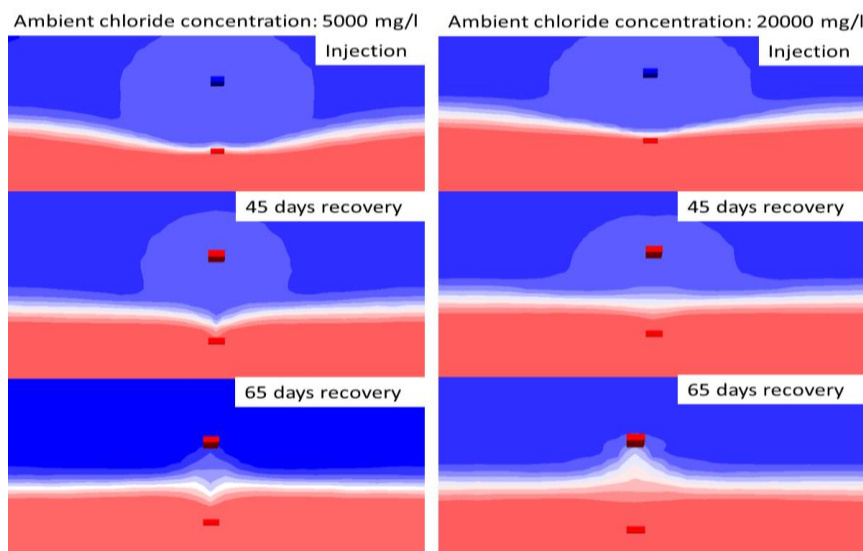 Ambient chloride concentration: 5000 mg/l
Injection
45 days recovery
65 days recovery
Ambient chloride concentration: 20000 mg/l
Injection
45 days recovery
65 days recovery